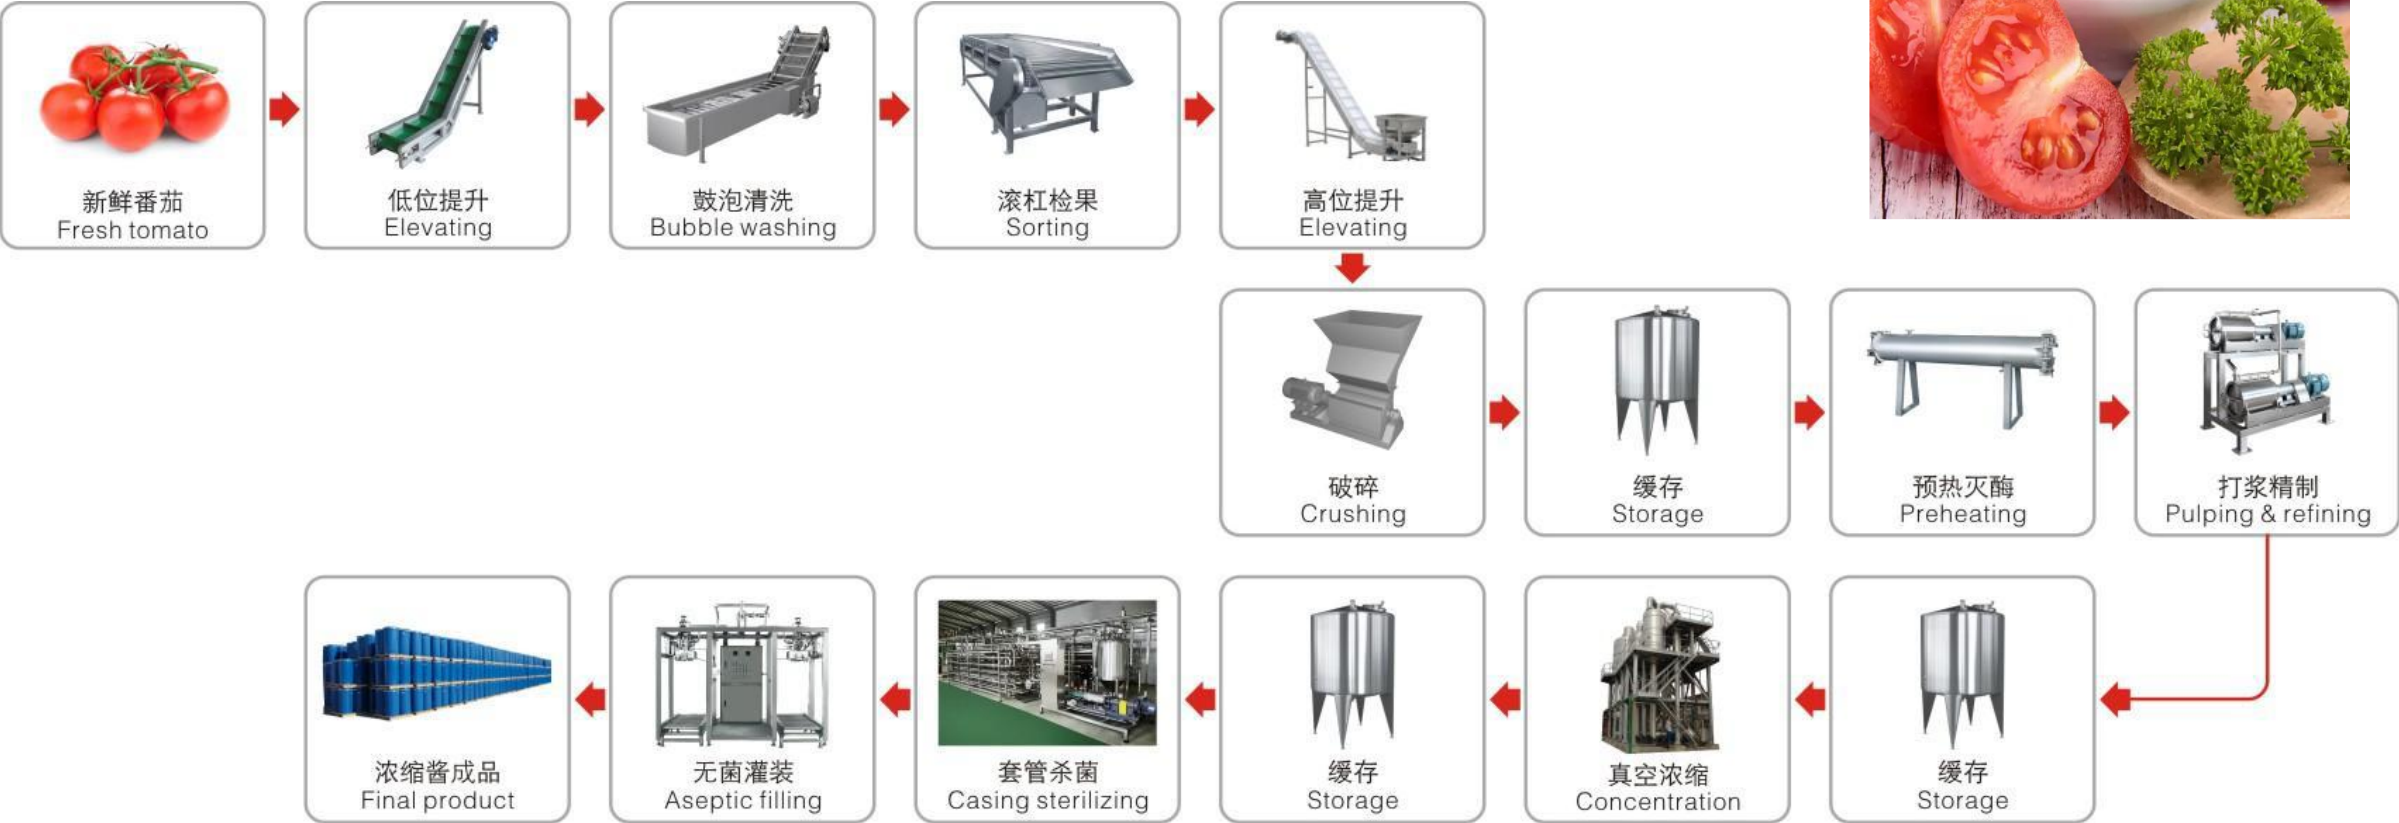 新鲜番茄
Fresh tomato
低位提升
Elevating
鼓泡清洗
Bubble washing
滚杠检果
Sorting
高位提升
Elevating
破碎
Crushing
缓存
Storage
预热灭酶
Preheating
打浆精制
Pulping & refining
缓存
Storage
真空浓缩
Concentration
缓存
Storage
套管杀菌
Casing sterilizing
无菌灌装
Aseptic filling
浓缩酱成品
Final product